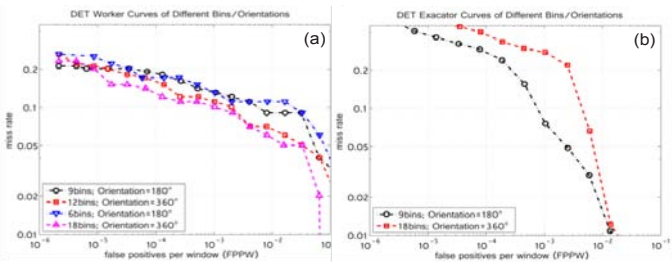 DET Worker Curves of Different Bins/Orientations
(a)
miss rate
0.2
0.1
0.05
0.02
0.01
9bins; Orientation=180°
12bins; Orientation=360°
6bins; Orientation=180°
18bins; Orientation=360°
10⁻⁶ 10⁻⁵ 10⁻⁴ 10⁻³ 10⁻² 10⁻¹
false positives per window (FPPW)
DET Exacator Curves of Different Bins/Orientations
(b)
miss rate
0.2
0.1
0.05
0.02
0.01
9bins; Orientation=180°
18bins; Orientation=360°
10⁻⁶ 10⁻⁵ 10⁻⁴ 10⁻³ 10⁻² 10⁻¹
false positives per window (FPPW)